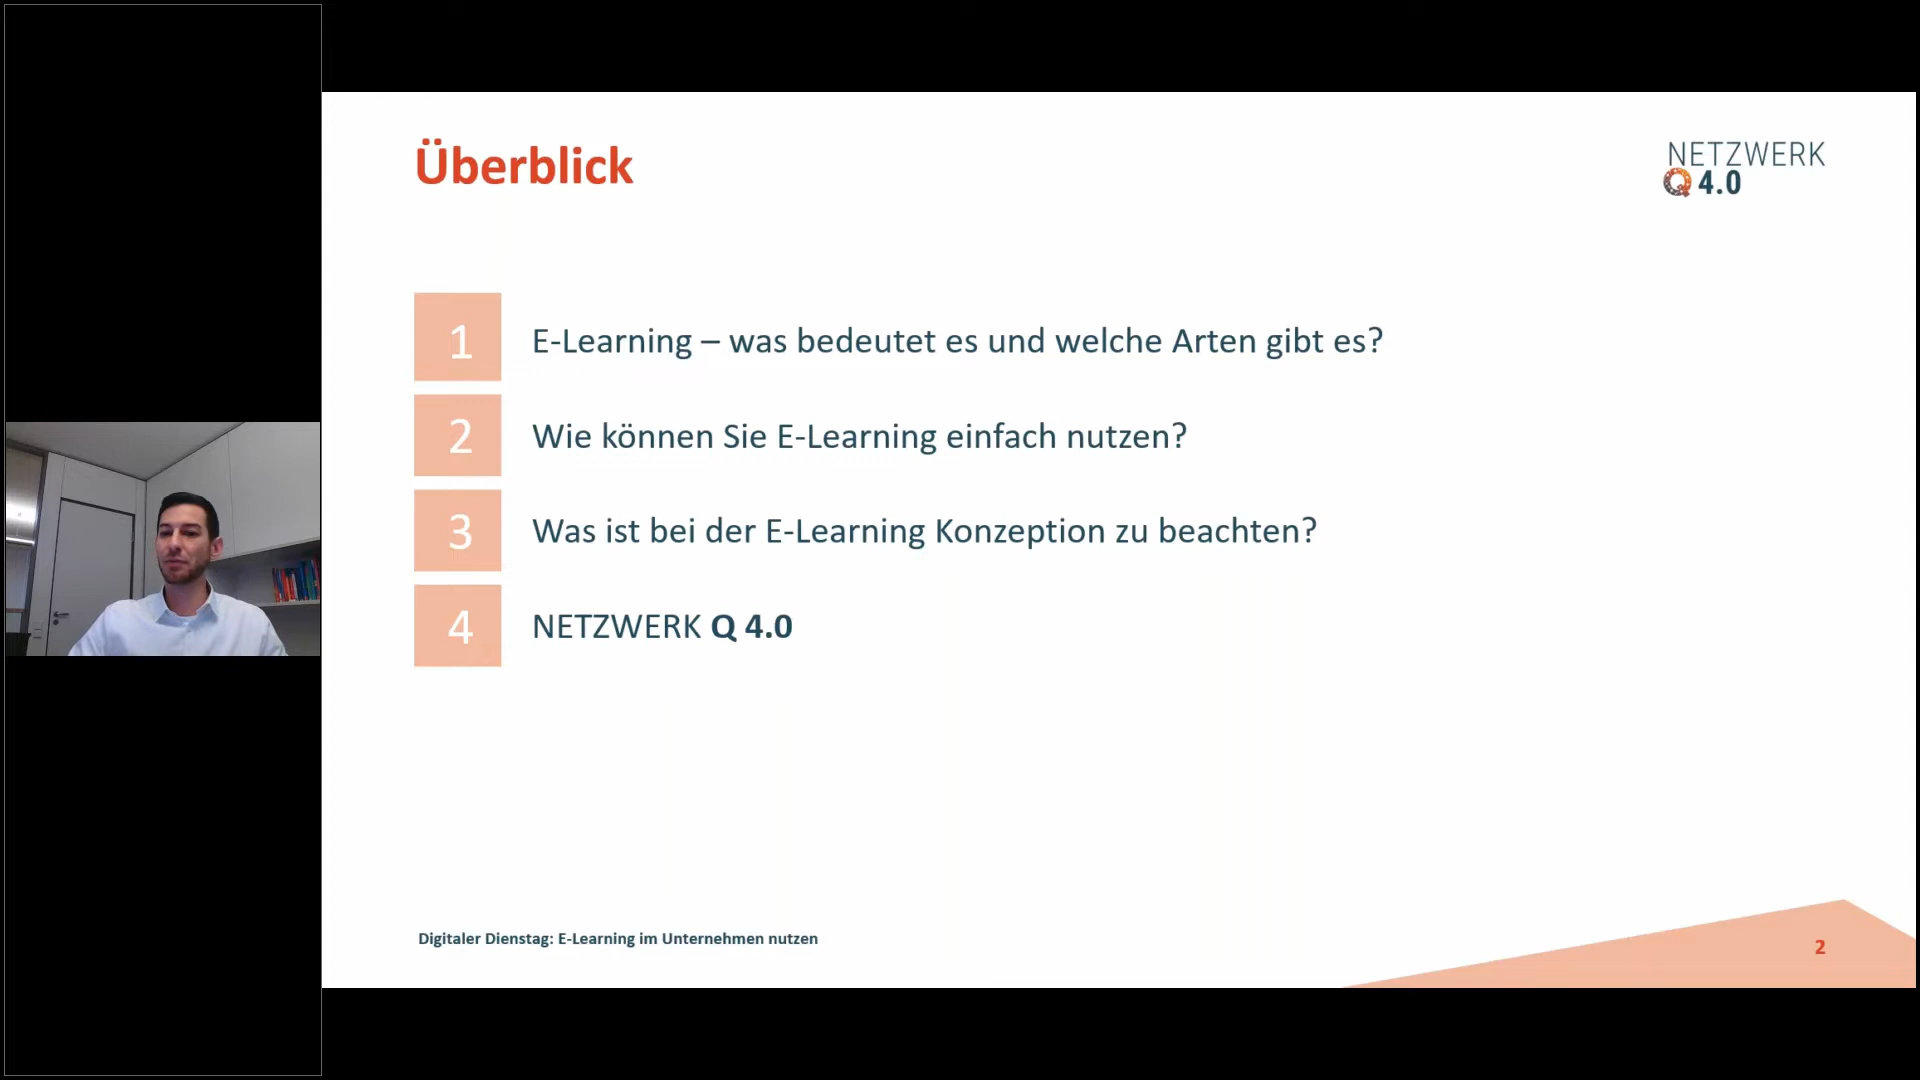 Überblick
NETZWERK
Q 4.0
1 E-Learning – was bedeutet es und welche Arten gibt es?
2 Wie können Sie E-Learning einfach nutzen?
3 Was ist bei der E-Learning Konzeption zu beachten?
4 NETZWERK Q 4.0
Digitaler Dienstag: E-Learning im Unternehmen nutzen
2